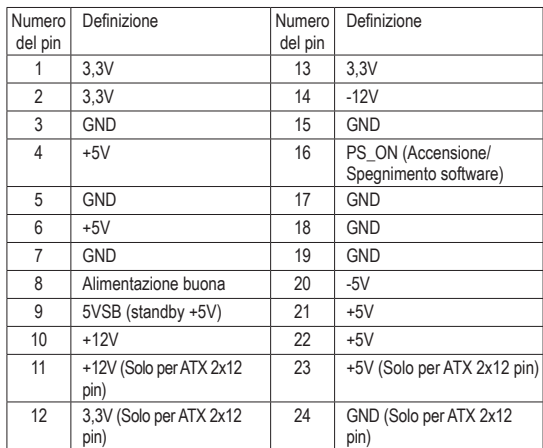 Numero del pin | Definizione | Numero del pin | Definizione
1 | 3,3V | 13 | 3,3V
2 | 3,3V | 14 | -12V
3 | GND | 15 | GND
4 | +5V | 16 | PS_ON (Accensione/ Spegnimento software)
5 | GND | 17 | GND
6 | +5V | 18 | GND
7 | GND | 19 | GND
8 | Alimentazione buona | 20 | -5V
9 | 5VSB (standby +5V) | 21 | +5V
10 | +12V | 22 | +5V
11 | +12V (Solo per ATX 2x12 pin) | 23 | +5V (Solo per ATX 2x12 pin)
12 | 3,3V (Solo per ATX 2x12 pin) | 24 | GND (Solo per ATX 2x12 pin)